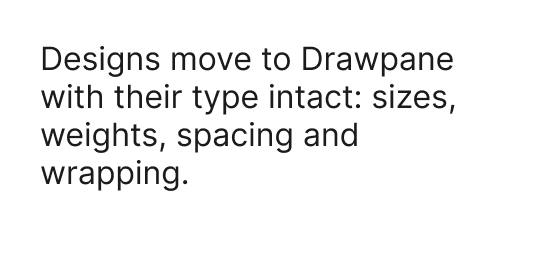 Designs move to Drawpane
with their type intact: sizes,
weights, spacing and
wrapping.